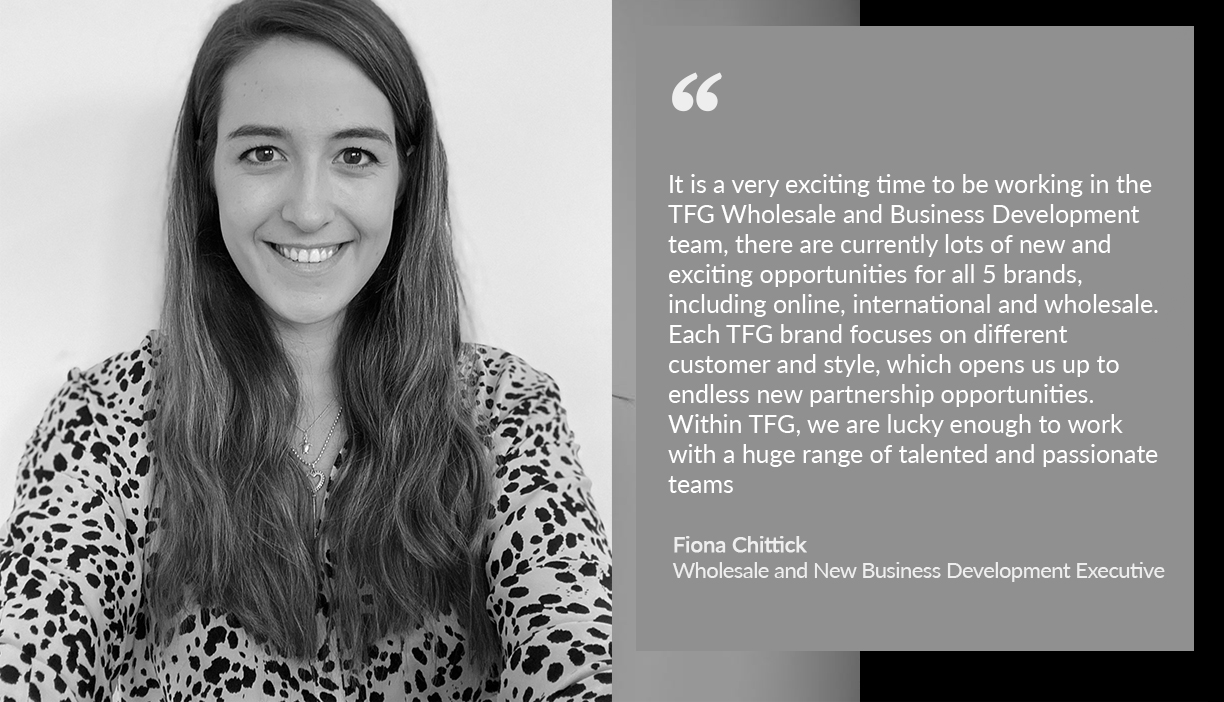 “
It is a very exciting time to be working in the
TFG Wholesale and Business Development
team, there are currently lots of new and
exciting opportunities for all 5 brands,
including online, international and wholesale.
Each TFG brand focuses on different
customer and style, which opens us up to
endless new partnership opportunities.
Within TFG, we are lucky enough to work
with a huge range of talented and passionate
teams
Fiona Chittick
Wholesale and New Business Development Executive